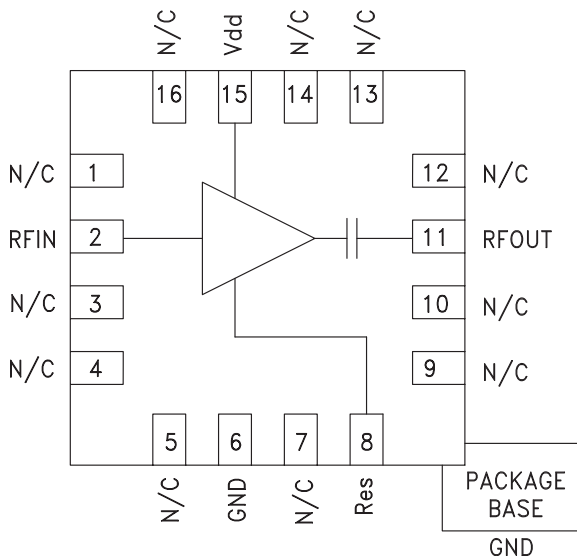 N/C Vdd N/C N/C
16 15 14 13
N/C 1 12 N/C
RFIN 2 11 RFOUT
N/C 3 10 N/C
N/C 4 9 N/C
5 6 7 8
N/C GND N/C Res
PACKAGE
BASE
GND